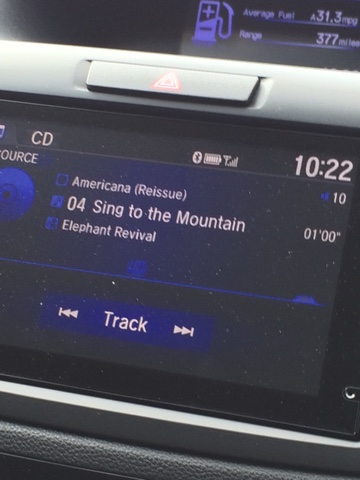 Average Fuel A31.3mpg
Range 377miles
CD
SOURCE
10:22
Americana (Reissue)
10
04 Sing to the Mountain
Elephant Revival
01'00"
Track